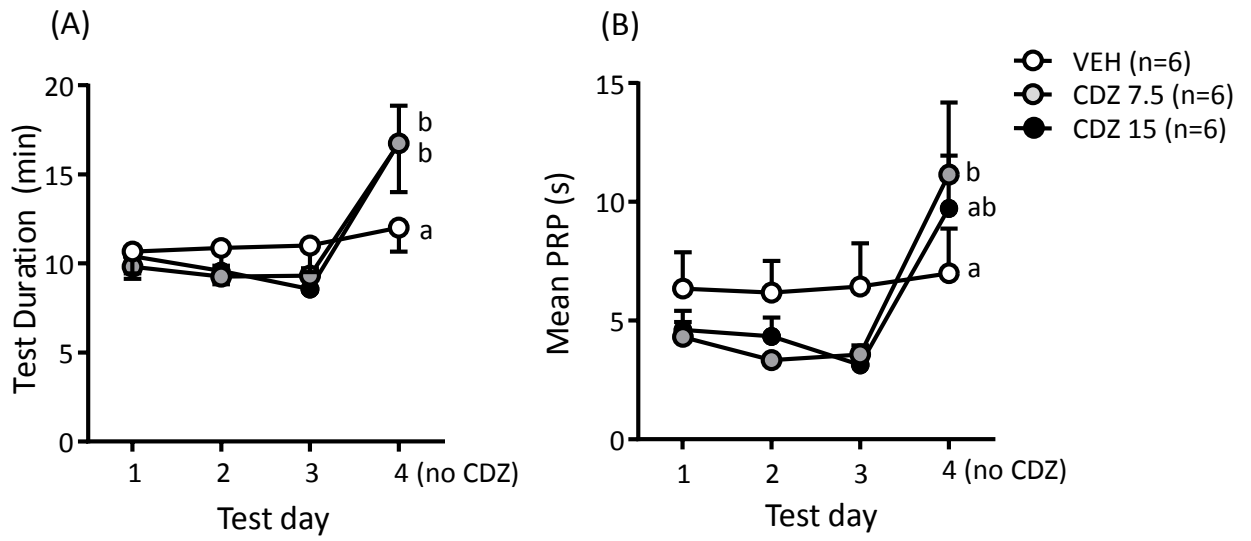 (A)
20
15
10
5
0
Test Duration (min)
b
b
a
1 2 3 4 (no CDZ)
Test day
(B)
15
10
5
0
Mean PRP (s)
b
ab
a
1 2 3 4 (no CDZ)
Test day
VEH (n=6)
CDZ 7.5 (n=6)
CDZ 15 (n=6)